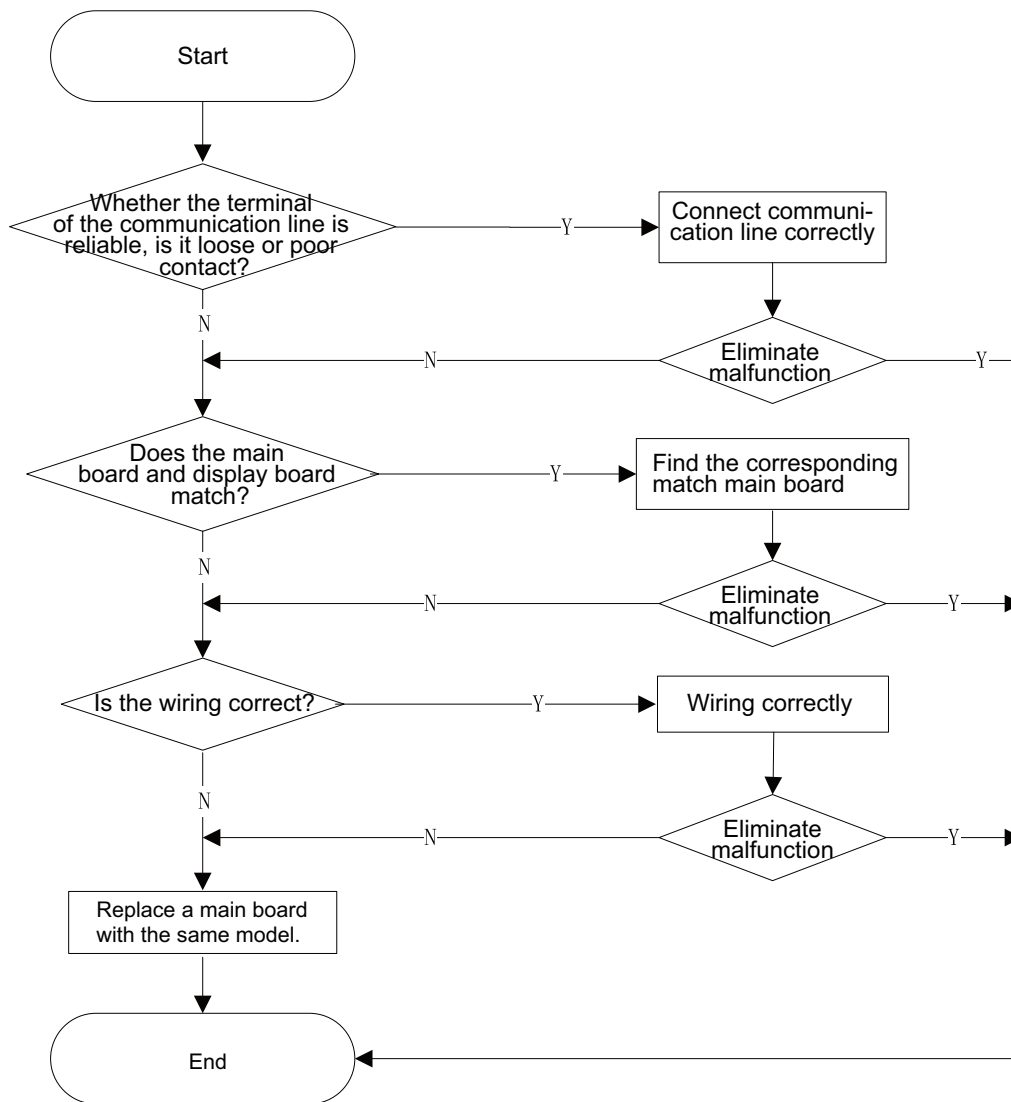 Start
Whether the terminal
of the communication line is
reliable, is it loose or poor
contact?
Y
Connect communi-
cation line correctly
N
N
Eliminate
malfunction
Y
Does the main
board and display board
match?
Y
Find the corresponding
match main board
N
N
Eliminate
malfunction
Y
Is the wiring correct?
Y
Wiring correctly
N
N
Eliminate
malfunction
Y
Replace a main board
with the same model.
End